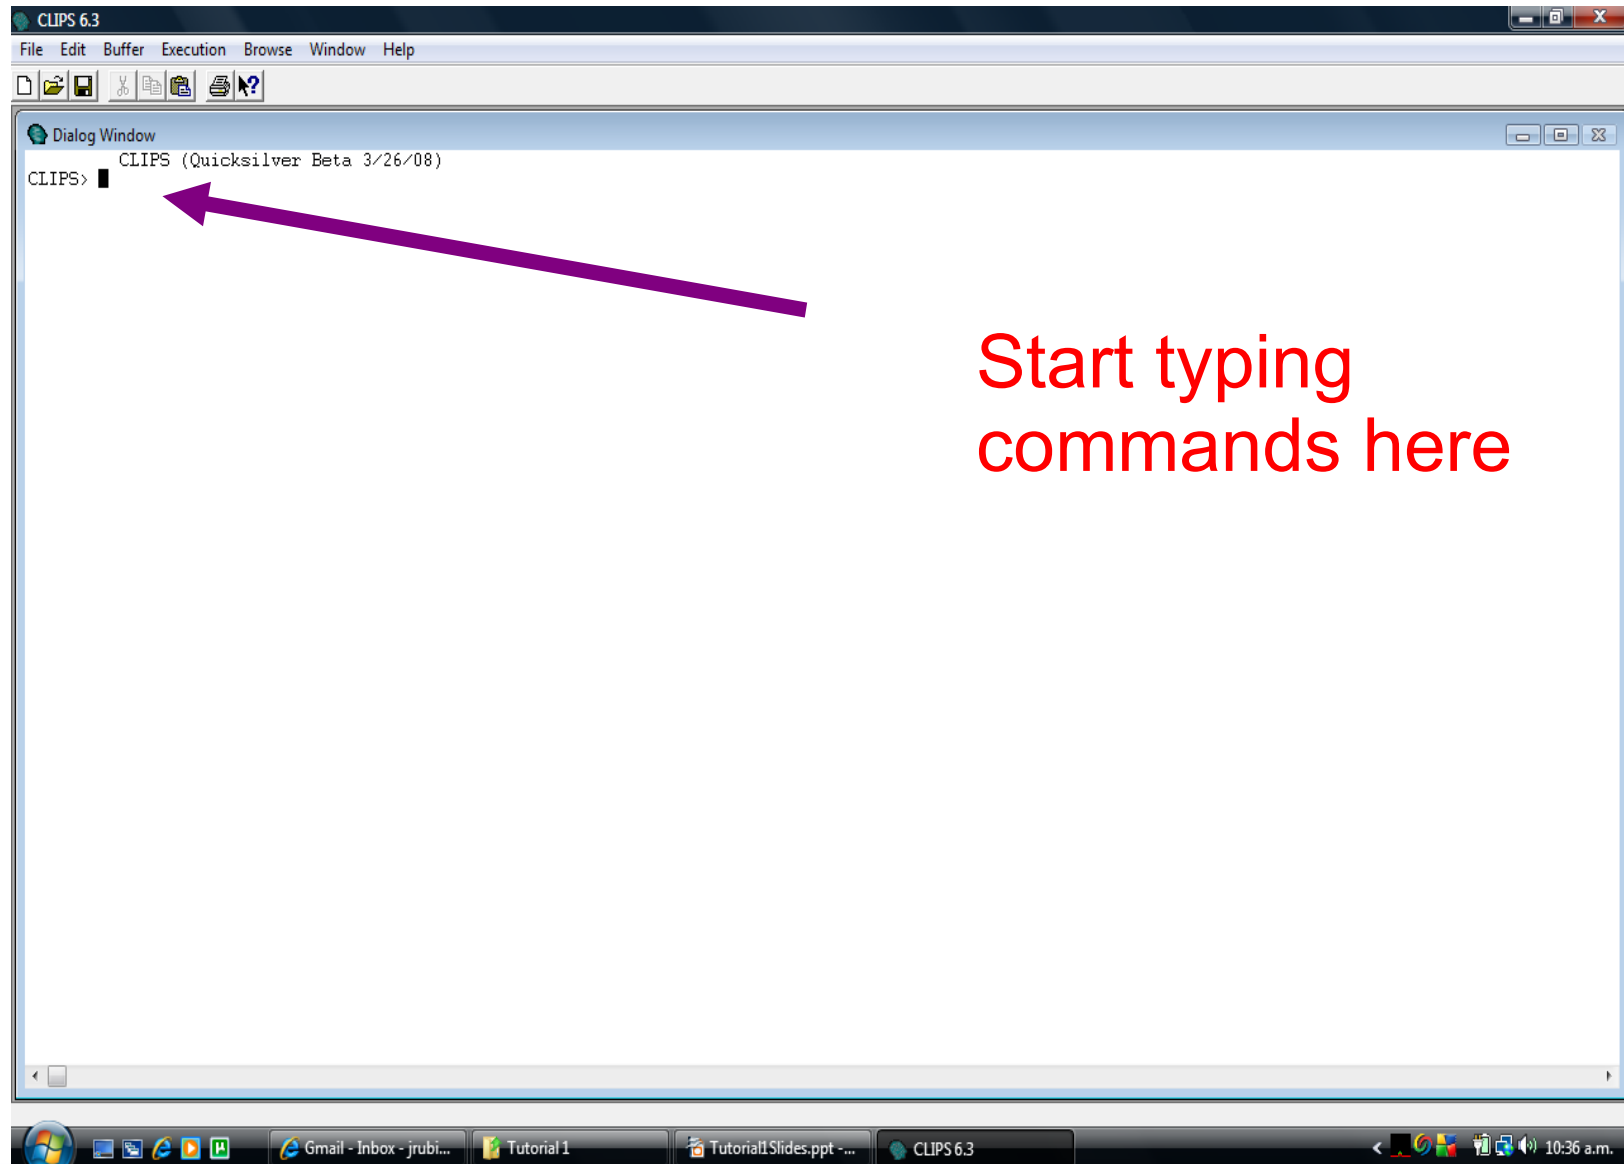 CLIPS 6.3
File Edit Buffer Execution Browse Window Help
Dialog Window
CLIPS (Quicksilver Beta 3/26/08)
CLIPS>
Start typing
commands here
Gmail - Inbox - jrubi... Tutorial 1 Tutorial1Slides.ppt -... CLIPS 6.3 10:36 a.m.